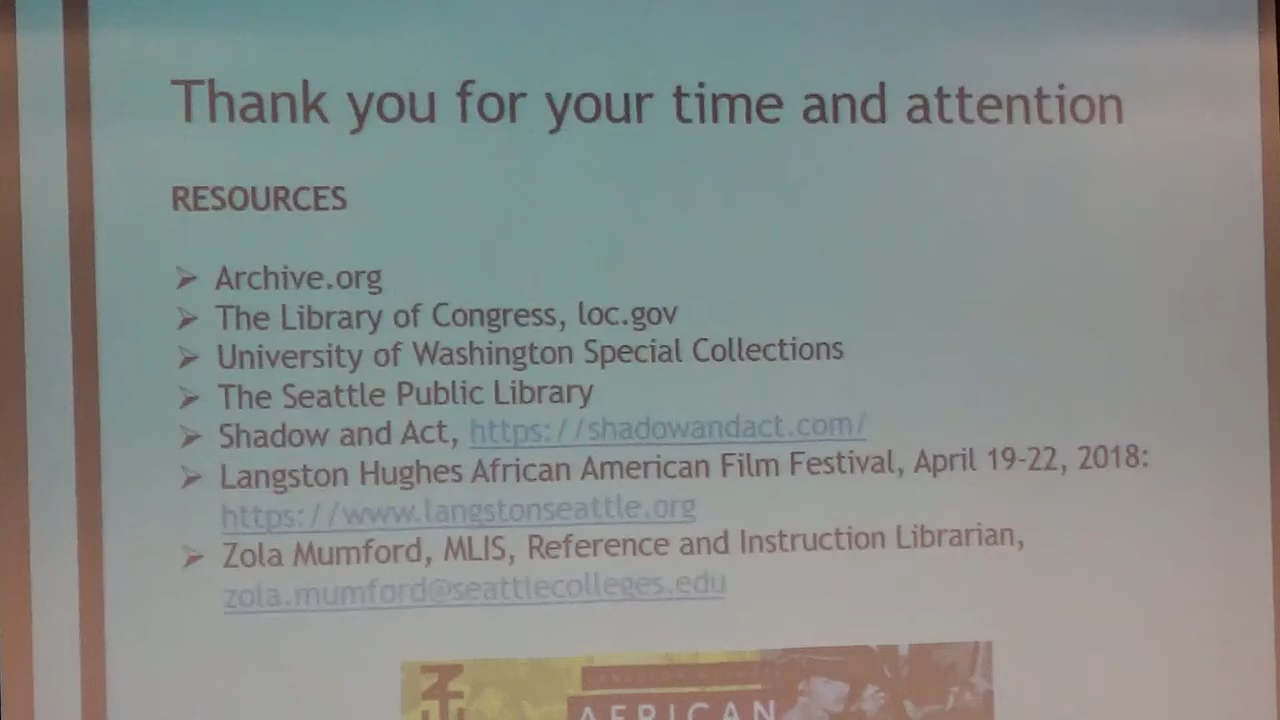 Thank you for your time and attention
RESOURCES
Archive.org
The Library of Congress, loc.gov
University of Washington Special Collections
The Seattle Public Library
Shadow and Act, https://shadowandact.com/
Langston Hughes African American Film Festival, April 19-22, 2018:
https://www.langstonseattle.org
Zola Mumford, MLIS, Reference and Instruction Librarian,
zola.mumford@seattlecolleges.edu
AFRICAN